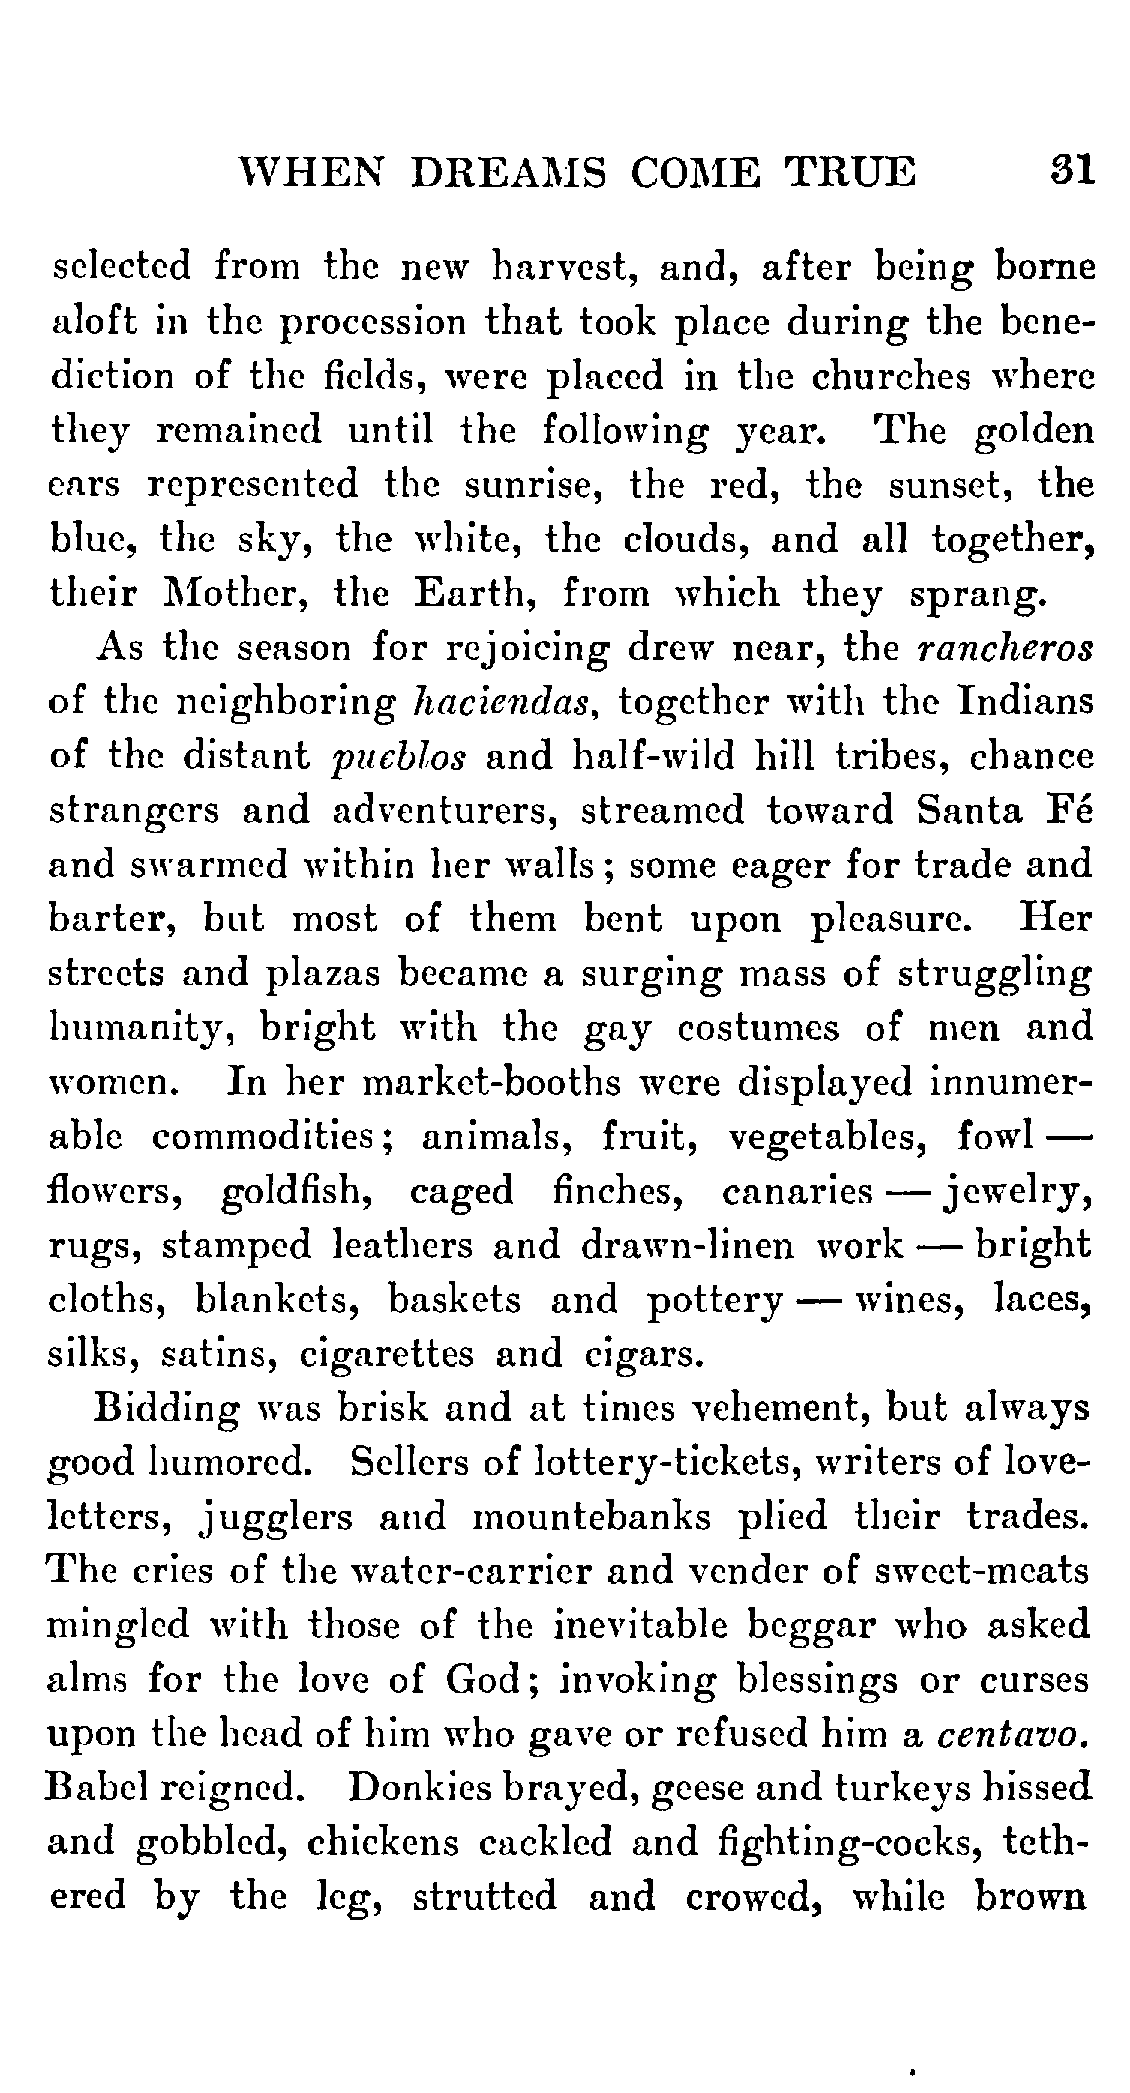 WHEN DREAMS COME TRUE 31
selected from the new harvest, and, after being borne
aloft in the procession that took place during the bene-
diction of the fields, were placed in the churches where
they remained until the following year. The golden
ears represented the sunrise, the red, the sunset, the
blue, the sky, the white, the clouds, and all together,
their Mother, the Earth, from which they sprang.
As the season for rejoicing drew near, the rancheros
of the neighboring haciendas, together with the Indians
of the distant pueblos and half-wild hill tribes, chance
strangers and adventurers, streamed toward Santa Fé
and swarmed within her walls; some eager for trade and
barter, but most of them bent upon pleasure. Her
streets and plazas became a surging mass of struggling
humanity, bright with the gay costumes of men and
women. In her market-booths were displayed innumer-
able commodities; animals, fruit, vegetables, fowl —
flowers, goldfish, caged finches, canaries — jewelry,
rugs, stamped leathers and drawn-linen work — bright
cloths, blankets, baskets and pottery — wines, laces,
silks, satins, cigarettes and cigars.
Bidding was brisk and at times vehement, but always
good humored. Sellers of lottery-tickets, writers of love-
letters, jugglers and mountebanks plied their trades.
The cries of the water-carrier and vender of sweet-meats
mingled with those of the inevitable beggar who asked
alms for the love of God; invoking blessings or curses
upon the head of him who gave or refused him a centavo.
Babel reigned. Donkies brayed, geese and turkeys hissed
and gobbled, chickens cackled and fighting-cocks, teth-
ered by the leg, strutted and crowed, while brown